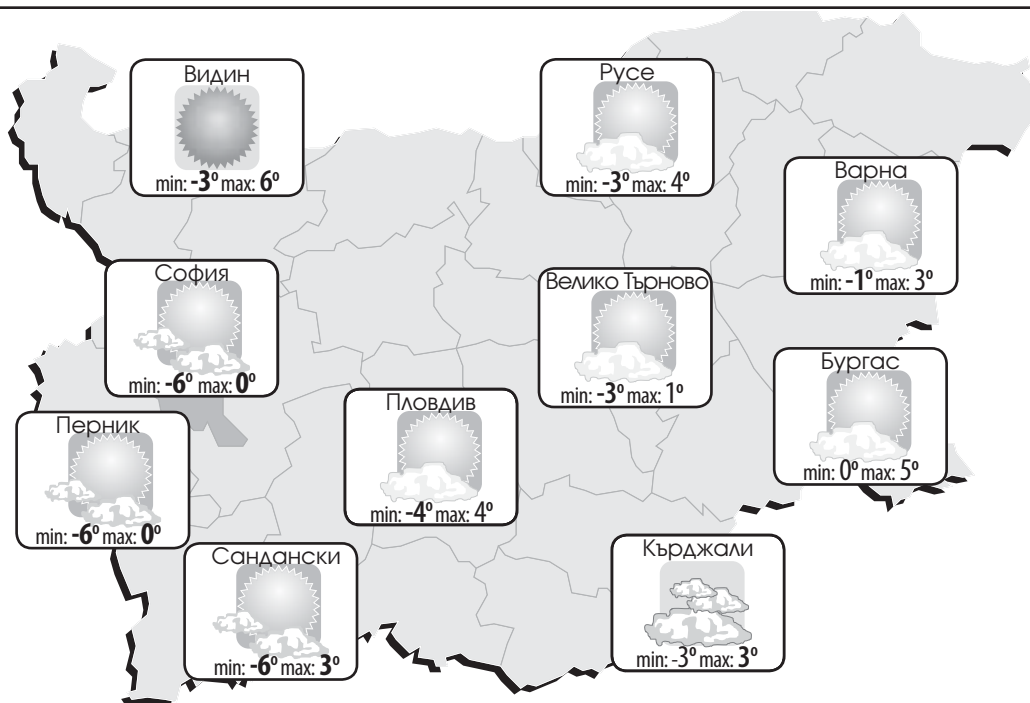 Видин
min: -3° max: 6°
Русе
min: -3° max: 4°
Варна
min: -1° max: 3°
София
min: -6° max: 0°
Велико Търново
min: -3° max: 1°
Бургас
min: 0° max: 5°
Пловдив
min: -4° max: 4°
Перник
min: -6° max: 0°
Сандански
min: -6° max: 3°
Кърджали
min: -3° max: 3°